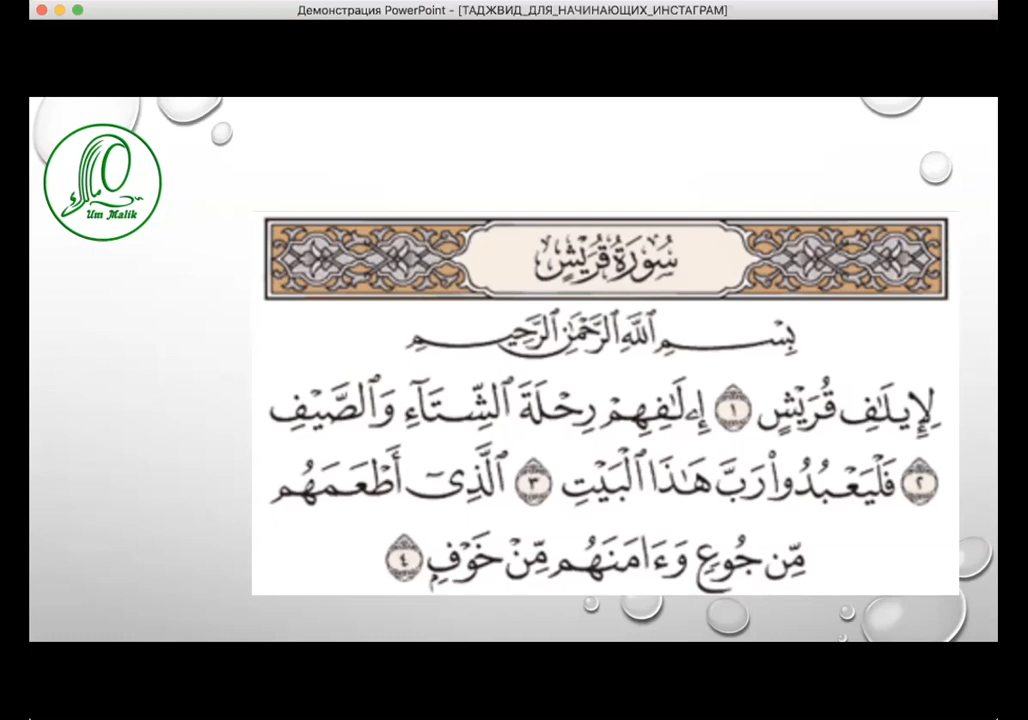 Демонстрация PowerPoint - [ТАДЖВИД_ДЛЯ_НАЧИНАЮЩИХ_ИНСТАГРАМ]
Um Malik
سُورَةُ قُرَيْشٍ
بِسْمِ ٱللَّهِ ٱلرَّحْمَٰنِ ٱلرَّحِيمِ
لِإِيلَٰفِ قُرَيْشٍ ١ إِۦلَٰفِهِمْ رِحْلَةَ ٱلشِّتَآءِ وَٱلصَّيْفِ
٢ فَلْيَعْبُدُوا۟ رَبَّ هَٰذَا ٱلْبَيْتِ ٣ ٱلَّذِىٓ أَطْعَمَهُم
مِّن جُوعٍ وَءَامَنَهُم مِّنْ خَوْفٍۭ ٤